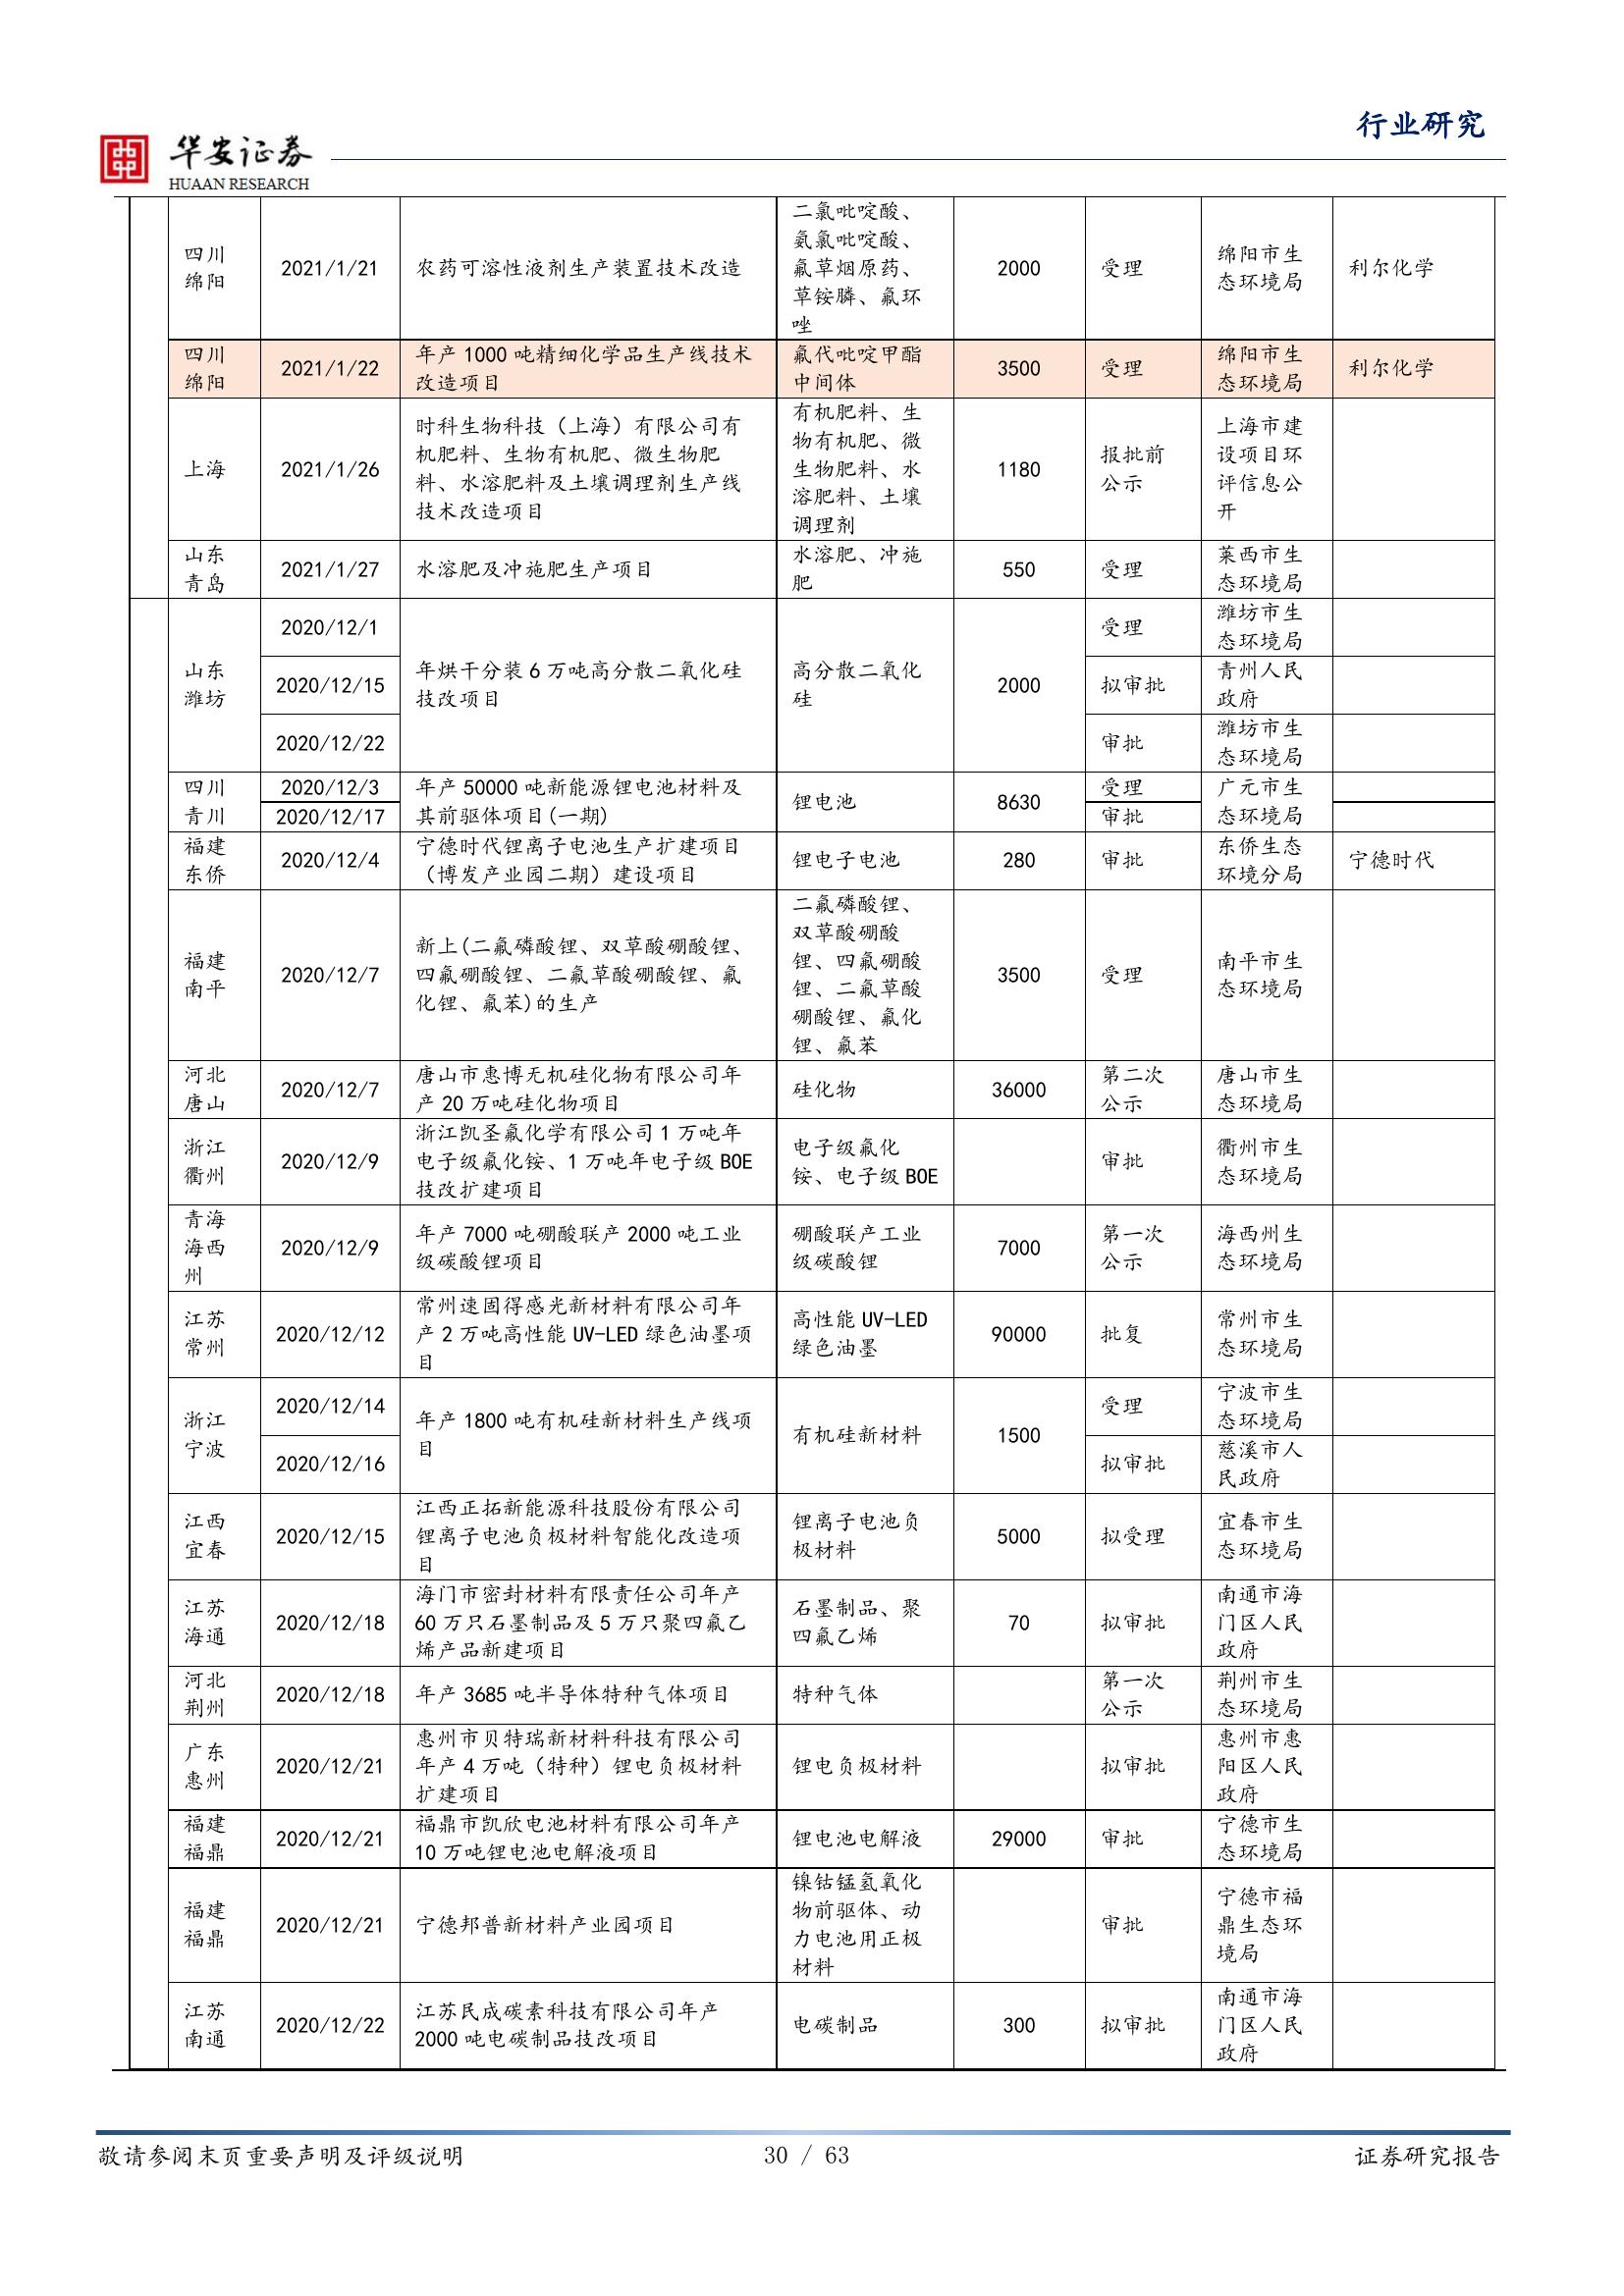 行业研究
华安证券
HUAAN RESEARCH
四川
绵阳
2021/1/21
农药可溶性液剂生产装置技术改造
二氯吡啶酸、
氨氯吡啶酸、
氟草烟原药、
草铵膦、氟环
唑
2000
受理
绵阳市生
态环境局
利尔化学
四川
绵阳
2021/1/22
年产1000吨精细化学品生产线技术
改造项目
氟代吡啶甲酯
中间体
3500
受理
绵阳市生
态环境局
利尔化学
上海
2021/1/26
时科生物科技（上海）有限公司有
机肥料、生物有机肥、微生物肥
料、水溶肥料及土壤调理剂生产线
技术改造项目
有机肥料、生
物有机肥、微
生物肥料、水
溶肥料、土壤
调理剂
1180
报批前
公示
上海市建
设项目环
评信息公
开
山东
青岛
2021/1/27
水溶肥及冲施肥生产项目
水溶肥、冲施
肥
550
受理
莱西市生
态环境局
山东
潍坊
2020/12/1
2020/12/15
2020/12/22
年烘干分装6万吨高分散二氧化硅
技改项目
高分散二氧化
硅
2000
受理
潍坊市生
态环境局
拟审批
青州人民
政府
审批
潍坊市生
态环境局
四川
青川
2020/12/3
2020/12/17
年产50000吨新能源锂电池材料及
其前驱体项目(一期)
锂电池
8630
受理
审批
广元市生
态环境局
福建
东侨
2020/12/4
宁德时代锂离子电池生产扩建项目
（博发产业园二期）建设项目
锂电子电池
280
审批
东侨生态
环境分局
宁德时代
福建
南平
2020/12/7
新上(二氟磷酸锂、双草酸硼酸锂、
四氟硼酸锂、二氟草酸硼酸锂、氟
化锂、氟苯)的生产
二氟磷酸锂、
双草酸硼酸
锂、四氟硼酸
锂、二氟草酸
硼酸锂、氟化
锂、氟苯
3500
受理
南平市生
态环境局
河北
唐山
2020/12/7
唐山市惠博无机硅化物有限公司年
产20万吨硅化物项目
硅化物
36000
第二次
公示
唐山市生
态环境局
浙江
衢州
2020/12/9
浙江凯圣氟化学有限公司1万吨年
电子级氟化铵、1万吨年电子级BOE
技改扩建项目
电子级氟化
铵、电子级BOE
审批
衢州市生
态环境局
青海
海西
州
2020/12/9
年产7000吨硼酸联产2000吨工业
级碳酸锂项目
硼酸联产工业
级碳酸锂
7000
第一次
公示
海西州生
态环境局
江苏
常州
2020/12/12
常州速固得感光新材料有限公司年
产2万吨高性能UV-LED绿色油墨项
目
高性能UV-LED
绿色油墨
90000
批复
常州市生
态环境局
浙江
宁波
2020/12/14
2020/12/16
年产1800吨有机硅新材料生产线项
目
有机硅新材料
1500
受理
宁波市生
态环境局
拟审批
慈溪市人
民政府
江西
宜春
2020/12/15
江西正拓新能源科技股份有限公司
锂离子电池负极材料智能化改造项
目
锂离子电池负
极材料
5000
拟受理
宜春市生
态环境局
江苏
海通
2020/12/18
海门市密封材料有限责任公司年产
60万只石墨制品及5万只聚四氟乙
烯产品新建项目
石墨制品、聚
四氟乙烯
70
拟审批
南通市海
门区人民
政府
河北
荆州
2020/12/18
年产3685吨半导体特种气体项目
特种气体
第一次
公示
荆州市生
态环境局
广东
惠州
2020/12/21
惠州市贝特瑞新材料科技有限公司
年产4万吨（特种）锂电负极材料
扩建项目
锂电负极材料
拟审批
惠州市惠
阳区人民
政府
福建
福鼎
2020/12/21
福鼎市凯欣电池材料有限公司年产
10万吨锂电池电解液项目
锂电池电解液
29000
审批
宁德市生
态环境局
福建
福鼎
2020/12/21
宁德邦普新材料产业园项目
镍钴锰氢氧化
物前驱体、动
力电池用正极
材料
审批
宁德市福
鼎生态环
境局
江苏
南通
2020/12/22
江苏民成碳素科技有限公司年产
2000吨电碳制品技改项目
电碳制品
300
拟审批
南通市海
门区人民
政府
敬请参阅末页重要声明及评级说明
30 / 63
证券研究报告